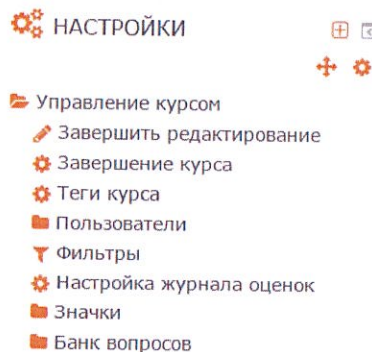 НАСТРОЙКИ
Управление курсом
Завершить редактирование
Завершение курса
Теги курса
Пользователи
Фильтры
Настройка журнала оценок
Значки
Банк вопросов